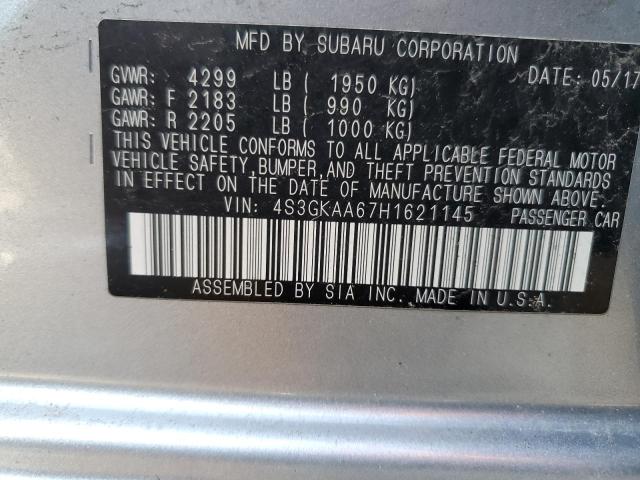 MFD BY SUBARU CORPORATION
GVWR: 4299 LB ( 1950 KG) DATE: 05/17
GAWR: F 2183 LB ( 990 KG)
GAWR: R 2205 LB ( 1000 KG)
THIS VEHICLE CONFORMS TO ALL APPLICABLE FEDERAL MOTOR
VEHICLE SAFETY,BUMPER,AND THEFT PREVENTION STANDARDS
IN EFFECT ON THE DATE OF MANUFACTURE SHOWN ABOVE.
VIN: 4S3GKAA67H1621145 PASSENGER CAR
ASSEMBLED BY SIA INC. MADE IN U.S.A.